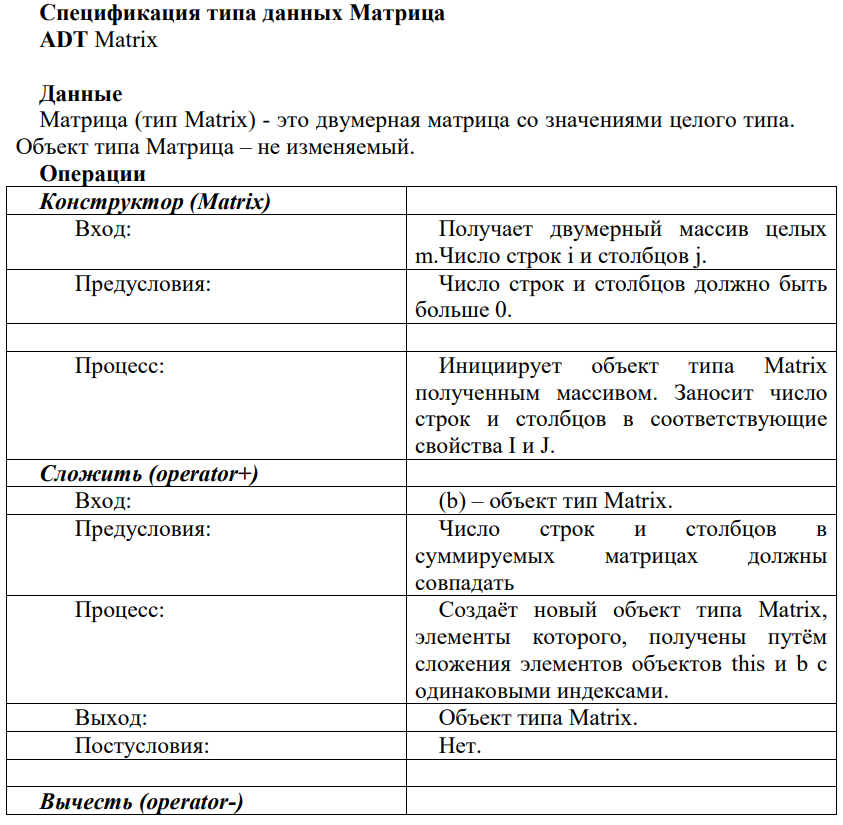 Спецификация типа данных Матрица
ADT Matrix
Данные
Матрица (тип Matrix) - это двумерная матрица со значениями целого типа.
Объект типа Матрица – не изменяемый.
Операции
Конструктор (Matrix)
Вход:
Получает двумерный массив целых
m.Число строк i и столбцов j.
Предусловия:
Число строк и столбцов должно быть
больше 0.
Процесс:
Инициирует объект типа Matrix
полученным массивом. Заносит число
строк и столбцов в соответствующие
свойства I и J.
Сложить (operator+)
Вход:
(b) – объект тип Matrix.
Предусловия:
Число строк и столбцов в
суммируемых матрицах должны
совпадать
Процесс:
Создаёт новый объект типа Matrix,
элементы которого, получены путём
сложения элементов объектов this и b с
одинаковыми индексами.
Выход:
Объект типа Matrix.
Постусловия:
Нет.
Вычесть (operator-)